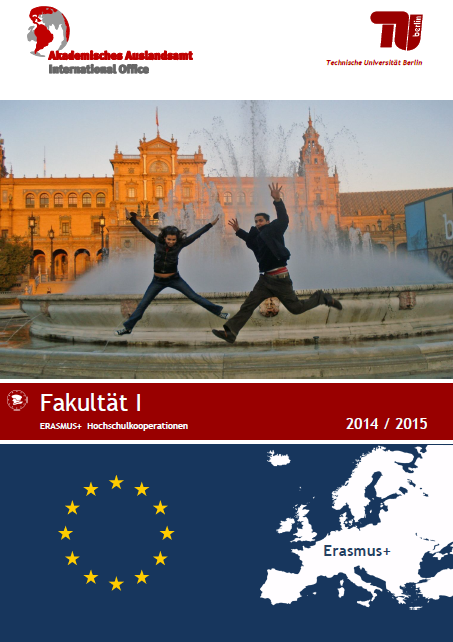 Akademisches Auslandsamt
International Office
TU berlin
Technische Universität Berlin
Fakultät I
ERASMUS+ Hochschulkooperationen
2014 / 2015
Erasmus+